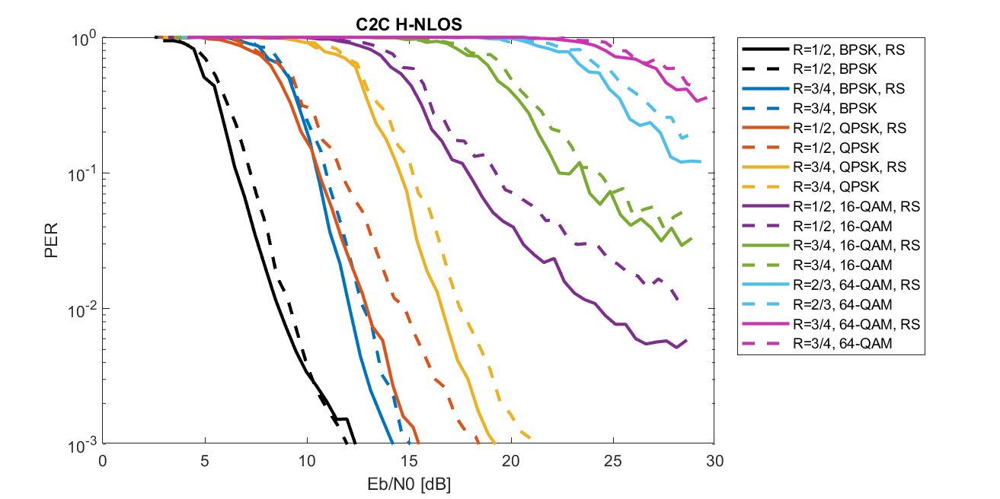 C2C H-NLOS
10^0
10^-1
10^-2
10^-3
PER
0 5 10 15 20 25 30
Eb/N0 [dB]
R=1/2, BPSK, RS
R=1/2, BPSK
R=3/4, BPSK, RS
R=3/4, BPSK
R=1/2, QPSK, RS
R=1/2, QPSK
R=3/4, QPSK, RS
R=3/4, QPSK
R=1/2, 16-QAM, RS
R=1/2, 16-QAM
R=3/4, 16-QAM, RS
R=3/4, 16-QAM
R=2/3, 64-QAM, RS
R=2/3, 64-QAM
R=3/4, 64-QAM, RS
R=3/4, 64-QAM